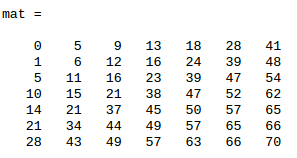 mat =
0 5 9 13 18 28 41
1 6 12 16 24 39 48
5 11 16 23 39 47 54
10 15 21 38 47 52 62
14 21 37 45 50 57 65
21 34 44 49 57 65 66
28 43 49 57 63 66 70